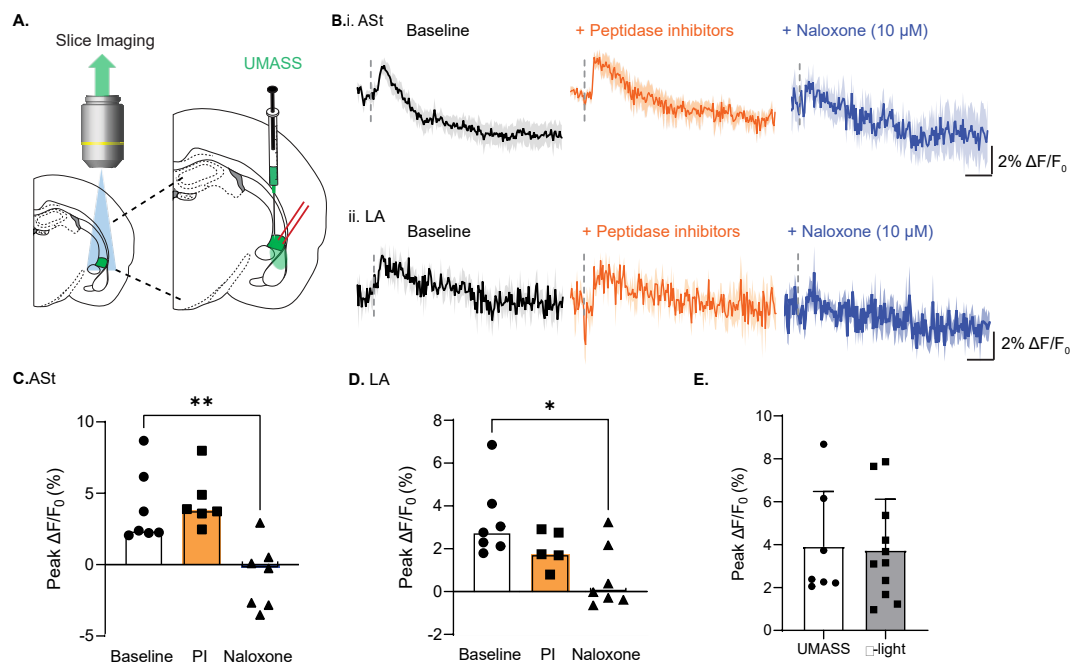 A.
Slice Imaging
UMASS
B.i. ASt
Baseline
+ Peptidase inhibitors
+ Naloxone (10 µM)
2% ΔF/F₀
ii. LA
Baseline
+ Peptidase inhibitors
+ Naloxone (10 µM)
2% ΔF/F₀
C.ASt
**
10
5
0
-5
Peak ΔF/F₀ (%)
Baseline PI Naloxone
D. LA
*
8
6
4
2
0
-2
Peak ΔF/F₀ (%)
Baseline PI Naloxone
E.
10
8
6
4
2
0
Peak ΔF/F₀ (%)
UMASS □-light